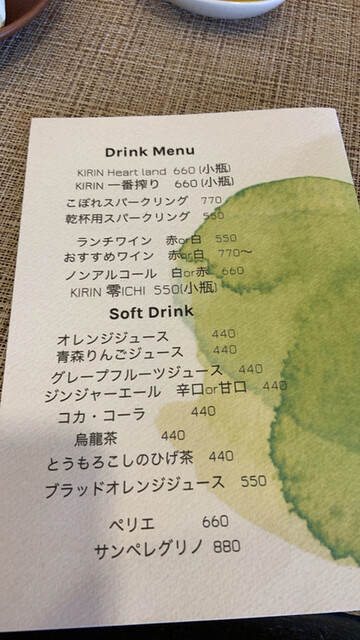 Drink Menu
KIRIN Heart land 660 (小瓶)
KIRIN 一番搾り 660 (小瓶)
こぼれスパークリング 770
乾杯用スパークリング 550
ランチワイン 赤or白 550
おすすめワイン 赤or白 770〜
ノンアルコール 白or赤 660
KIRIN 零ICHI 550(小瓶)
Soft Drink
オレンジジュース 440
青森りんごジュース 440
グレープフルーツジュース 440
ジンジャーエール 辛口or甘口 440
コカ・コーラ 440
烏龍茶 440
とうもろこしのひげ茶 440
ブラッドオレンジジュース 550
ペリエ 660
サンペレグリノ 880